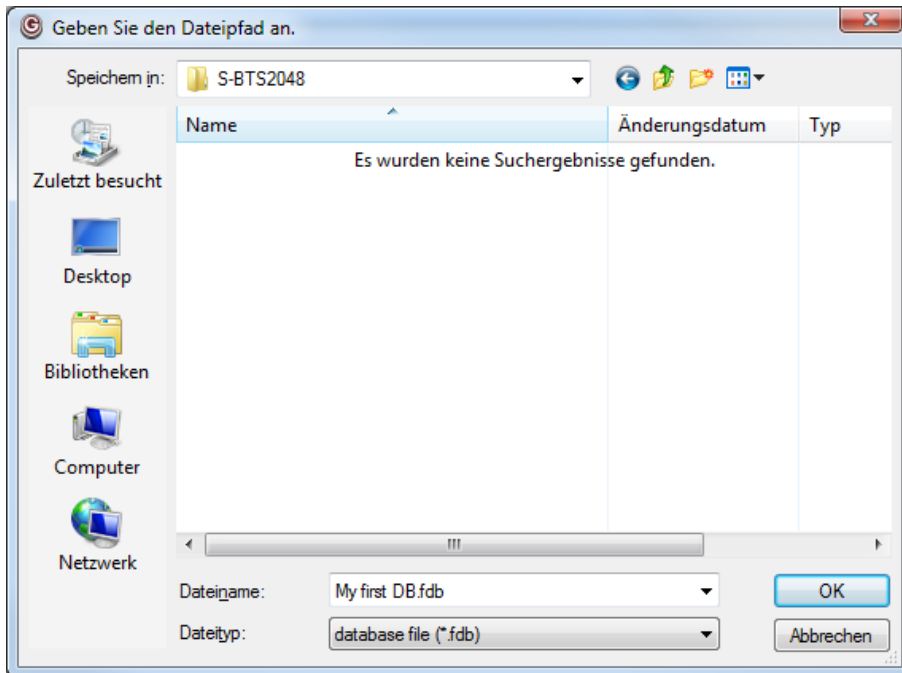 Geben Sie den Dateipfad an.
Speichern in: S-BTS2048
Name Änderungsdatum Typ
Es wurden keine Suchergebnisse gefunden.
Zuletzt besucht
Desktop
Bibliotheken
Computer
Netzwerk
Dateiname: My first DB.fdb OK
Dateityp: database file (*.fdb) Abbrechen